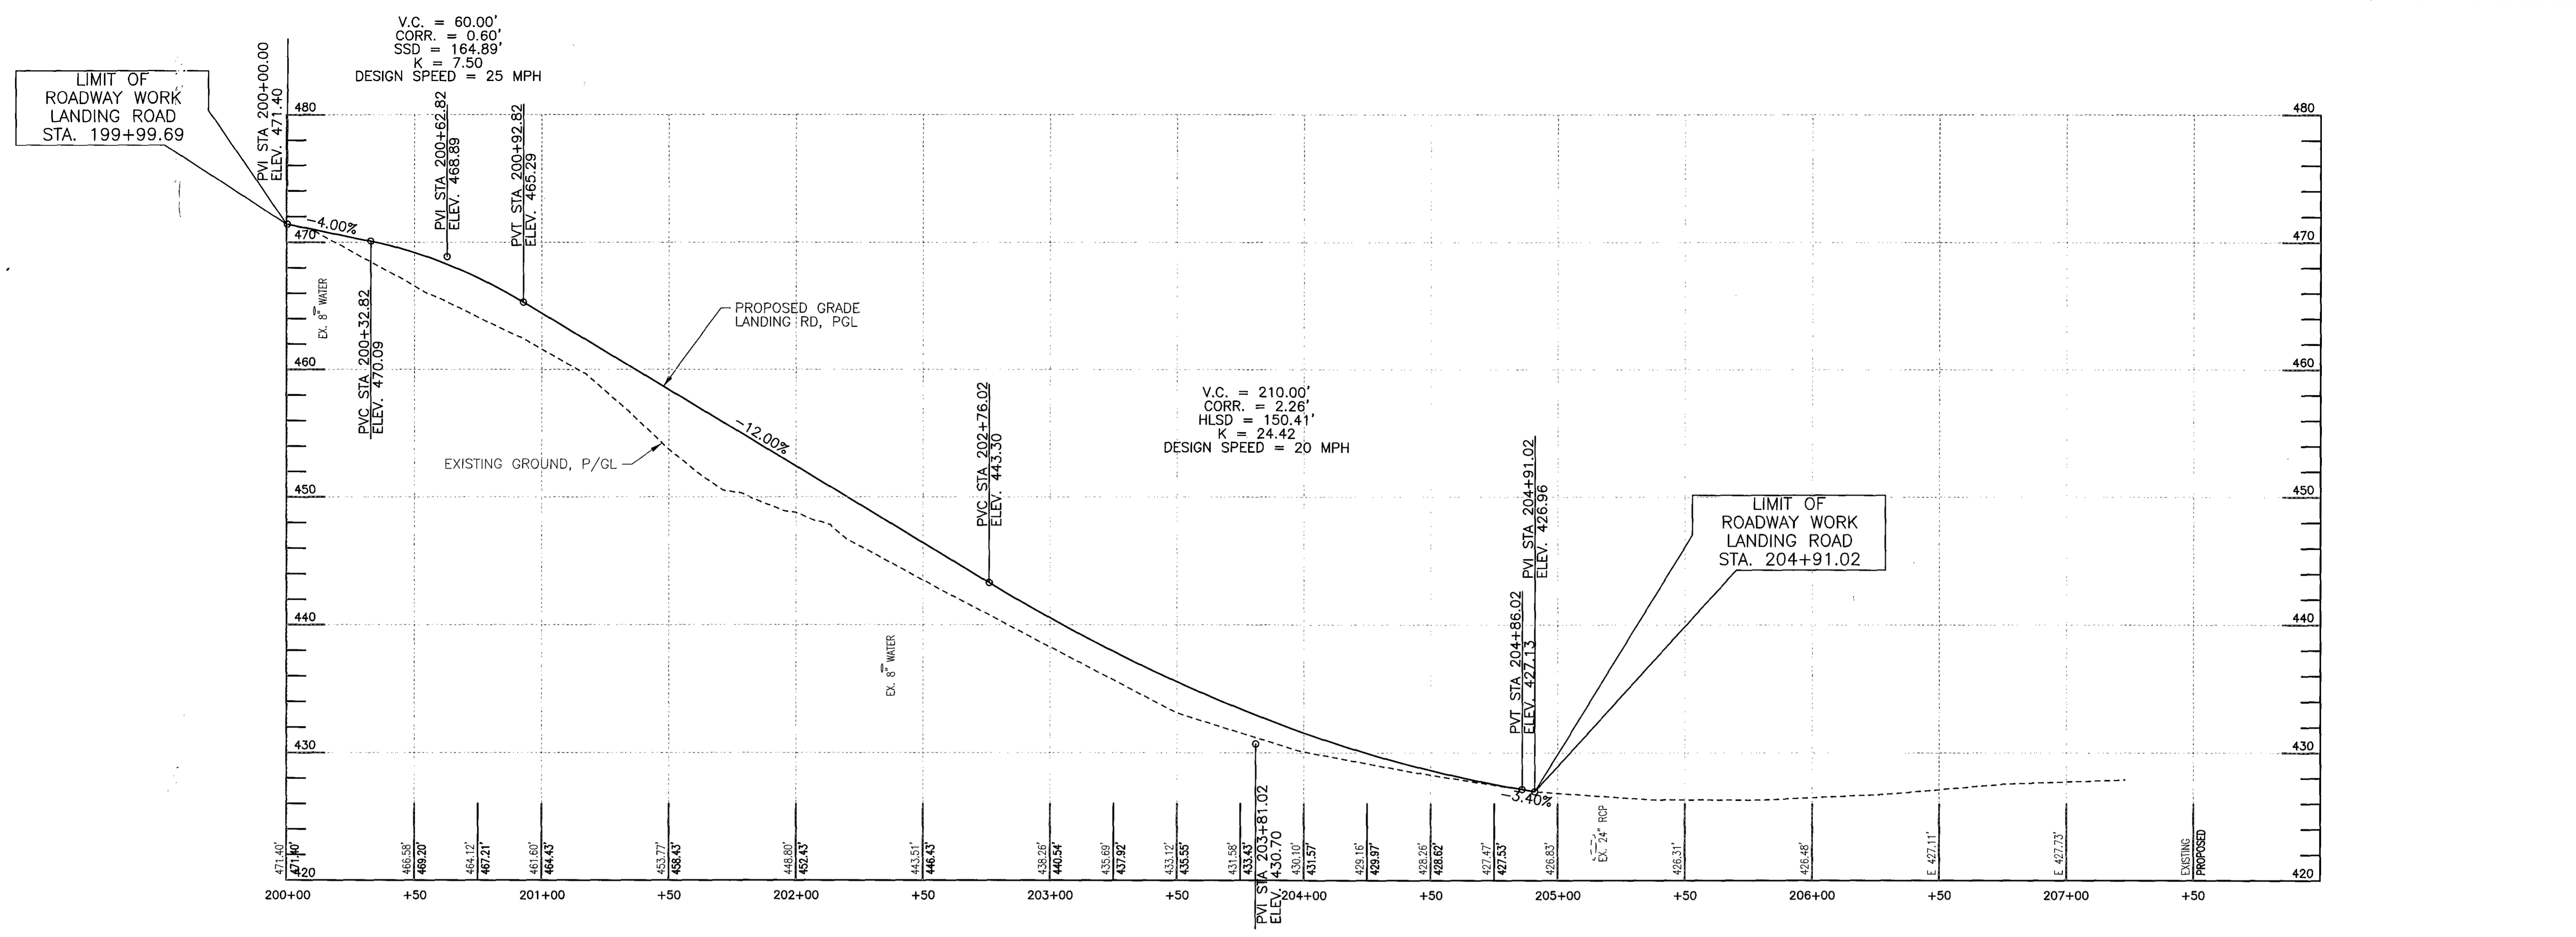 V.C. = 60.00'
CORR. = 0.60'
SSD = 164.89'
K = 7.50
DESIGN SPEED = 25 MPH
LIMIT OF
ROADWAY WORK
LANDING ROAD
STA. 199+99.69
PVI STA 200+00.00
ELEV. 471.40
PVI STA 200+62.82
ELEV. 468.89
PVT STA 200+92.82
ELEV. 465.29
480
480
-4.00%
470
470
EX. 8" WATER
PVC STA 200+32.82
ELEV. 470.09
PROPOSED GRADE
LANDING RD, PGL
460
460
-12.00%
EXISTING GROUND, P/GL
PVC STA 202+76.02
ELEV. 443.30
V.C. = 210.00'
CORR. = 2.26'
HLSD = 150.41'
K = 24.42
DESIGN SPEED = 20 MPH
PVI STA 204+91.02
ELEV. 426.96
450
450
LIMIT OF
ROADWAY WORK
LANDING ROAD
STA. 204+91.02
440
440
EX. 8" WATER
PVT STA 204+86.02
ELEV. 427.13
430
430
-3.40%
PVI STA 203+81.02
ELEV. 430.70
EX. 24" RCP
471.40'
471.40'
466.58'
469.20'
464.12'
467.21'
461.60'
464.43'
453.77'
458.43'
448.80'
452.43'
443.51'
446.43'
438.26'
440.54'
435.69'
437.92'
433.12'
435.55'
431.58'
433.43'
430.10'
431.57'
429.16'
429.97'
428.26'
428.62'
427.47'
427.53'
426.83'
426.31'
426.48'
E 427.11'
E 427.73'
EXISTING
PROPOSED
420
420
200+00 +50 201+00 +50 202+00 +50 203+00 +50 204+00 +50 205+00 +50 206+00 +50 207+00 +50